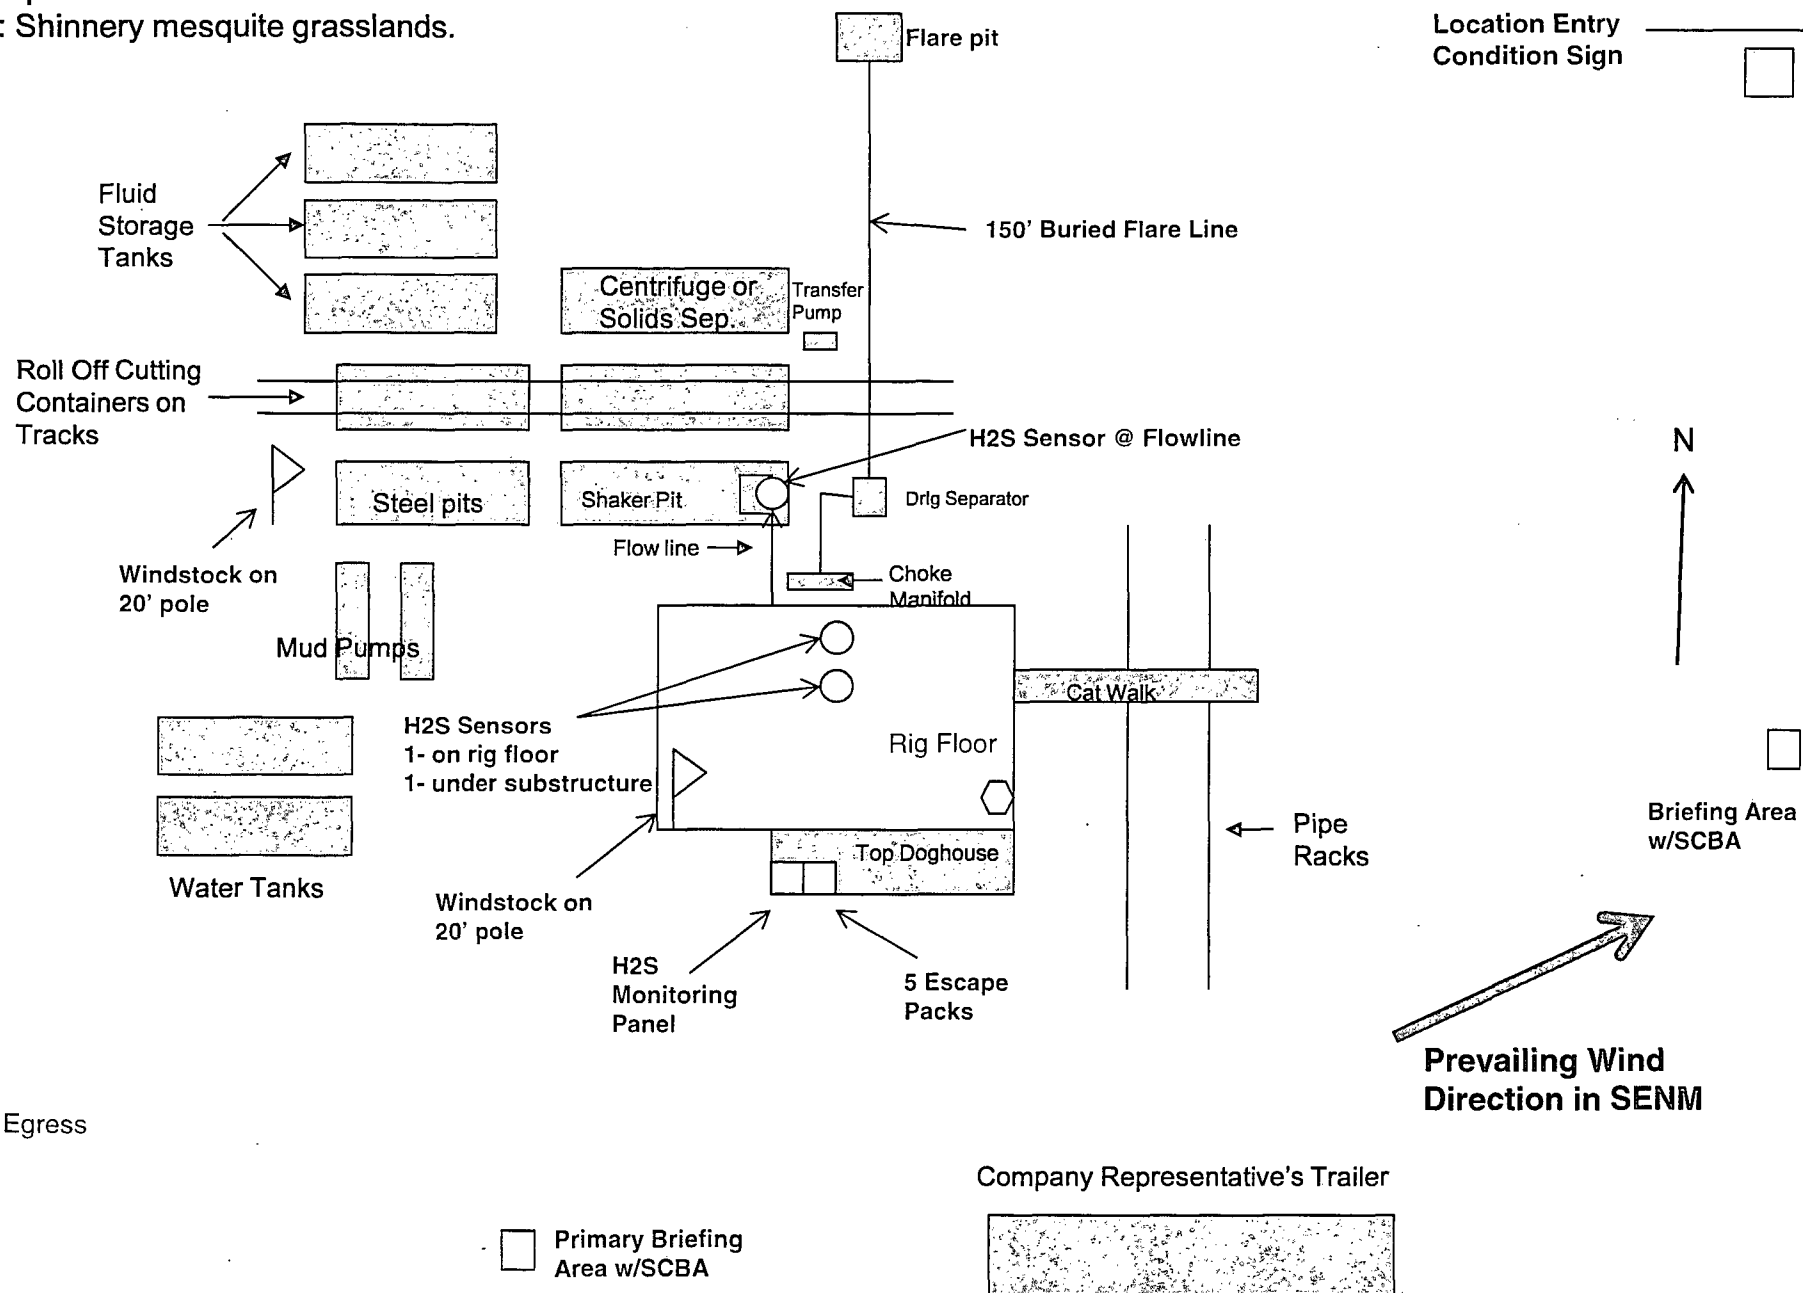 : Shinnery mesquite grasslands.
Flare pit
Location Entry
Condition Sign
Fluid
Storage
Tanks
150' Buried Flare Line
Centrifuge or
Solids Sep.
Transfer
Pump
Roll Off Cutting
Containers on
Tracks
H2S Sensor @ Flowline
N
Steel pits
Shaker Pit
Drlg Separator
Flow line
Windstock on
20' pole
Choke
Manifold
Mud Pumps
Cat Walk
H2S Sensors
1- on rig floor
1- under substructure
Rig Floor
Briefing Area
w/SCBA
Pipe
Racks
Top Doghouse
Water Tanks
Windstock on
20' pole
H2S
Monitoring
Panel
5 Escape
Packs
Prevailing Wind
Direction in SENM
Egress
Company Representative's Trailer
Primary Briefing
Area w/SCBA